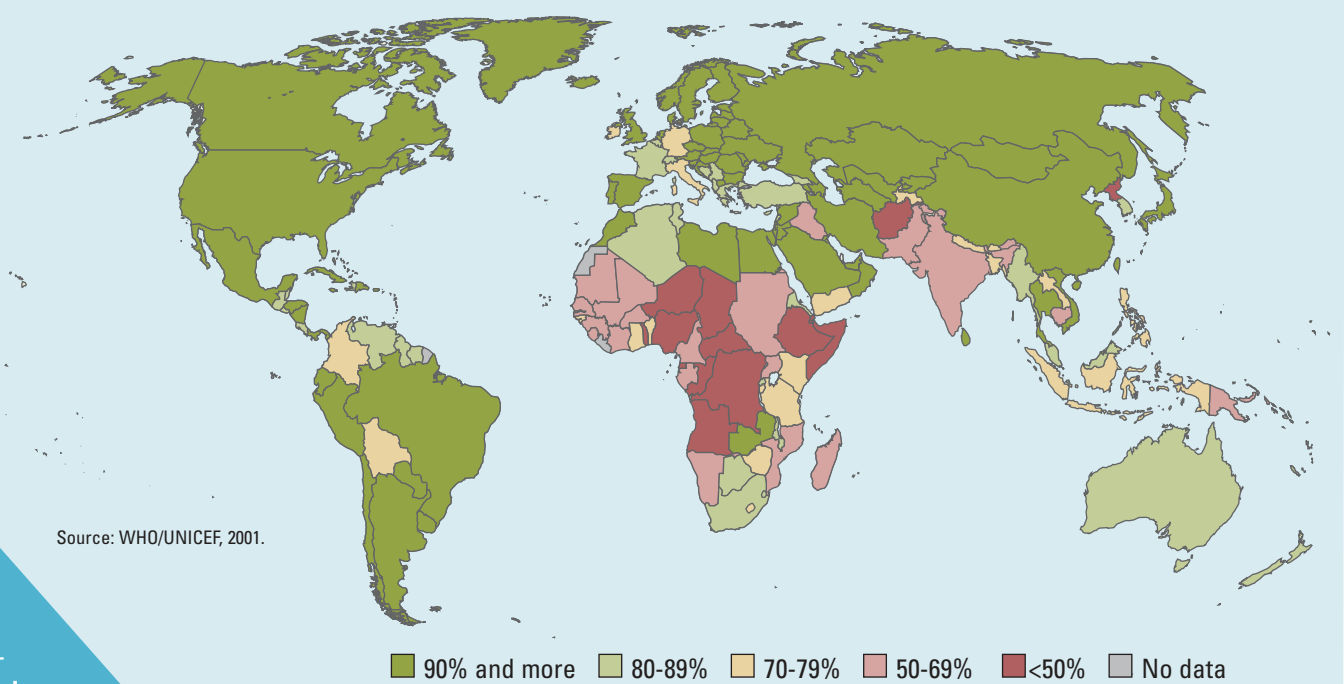 Source: WHO/UNICEF, 2001.
90% and more 80-89% 70-79% 50-69% <50% No data